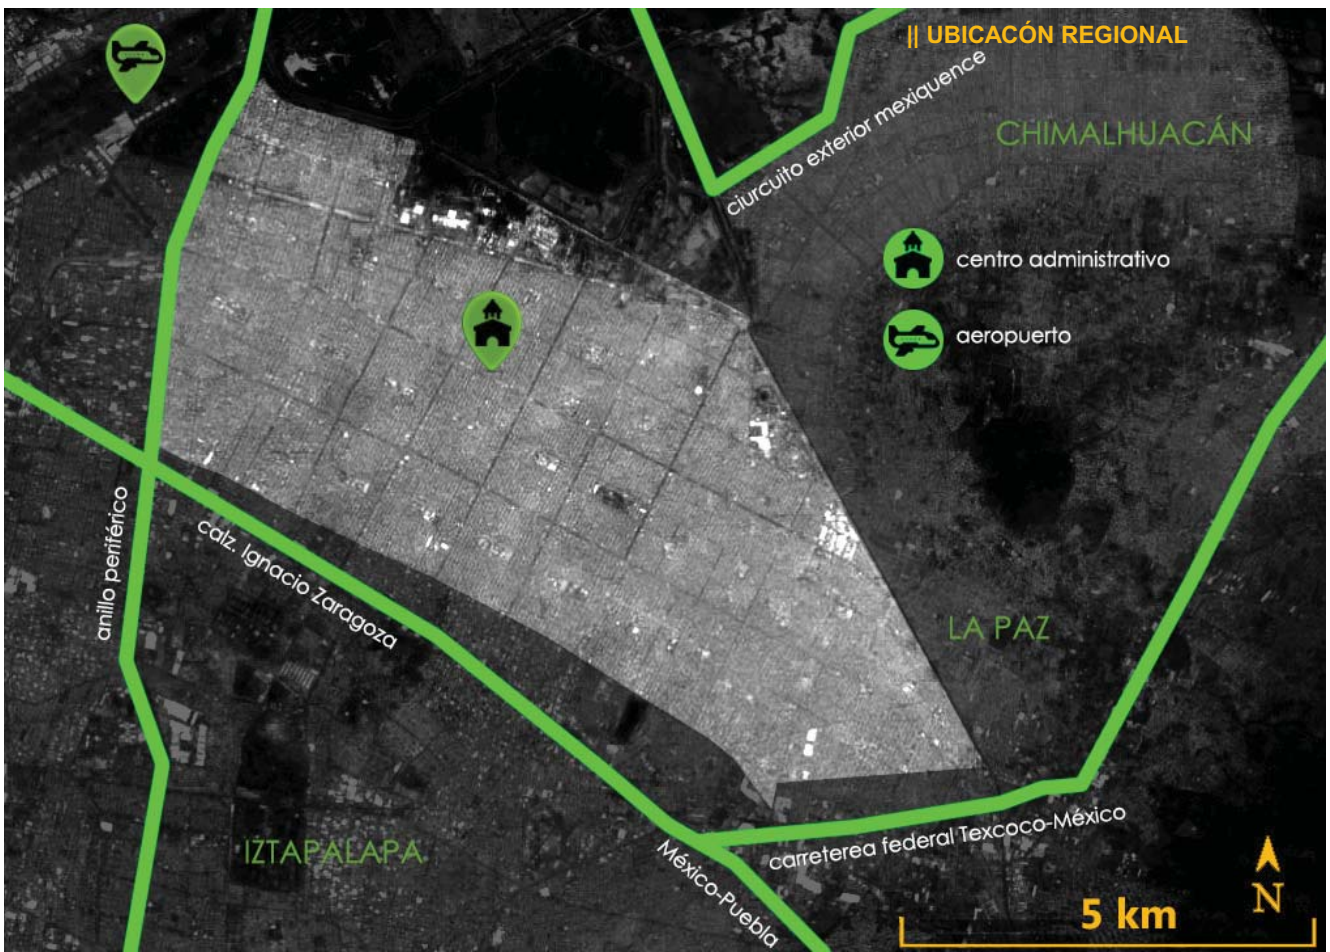 || UBICACÓN REGIONAL
ciurcuito exterior mexiquence
CHIMALHUACÁN
centro administrativo
aeropuerto
anillo periférico
calz. Ignacio Zaragoza
LA PAZ
IZTAPALAPA
México-Puebla
carreterea federal Texcoco-México
5 km
N